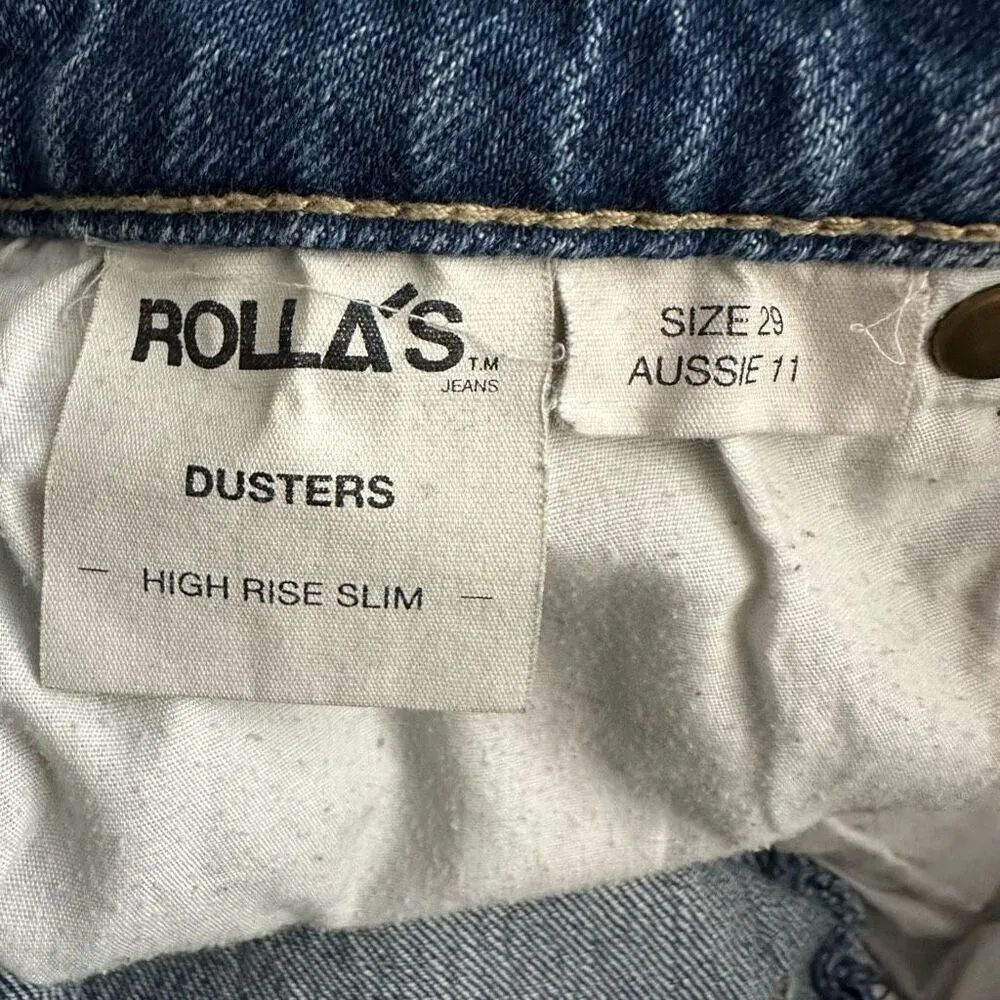 ROLLA'S T.M
JEANS
DUSTERS
- HIGH RISE SLIM -
SIZE 29
AUSSIE 11